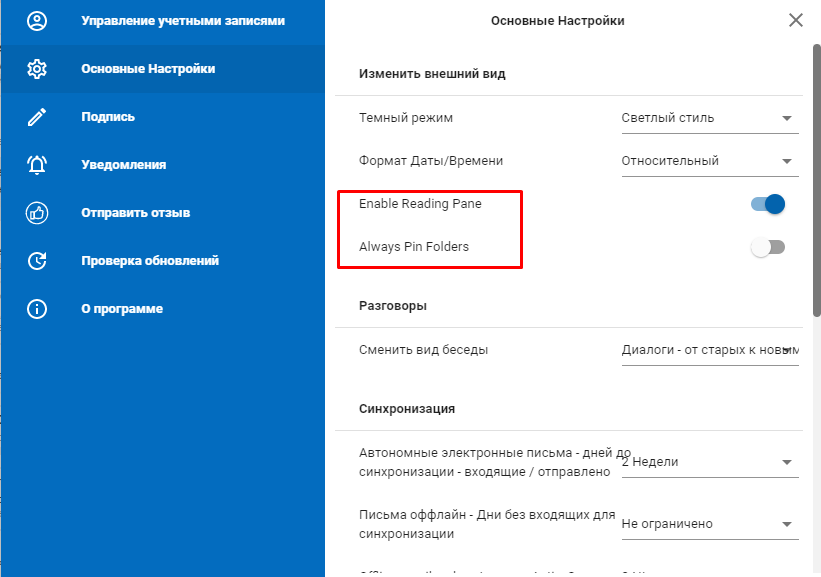 Управление учетными записями
Основные Настройки
Подпись
Уведомления
Отправить отзыв
Проверка обновлений
О программе
Основные Настройки
Изменить внешний вид
Темный режим
Светлый стиль
Формат Даты/Времени
Относительный
Enable Reading Pane
Always Pin Folders
Разговоры
Сменить вид беседы
Диалоги - от старых к новым
Синхронизация
Автономные электронные письма - дней до
синхронизации - входящие / отправлено
2 Недели
Письма оффлайн - Дни без входящих для
синхронизации
Не ограничено